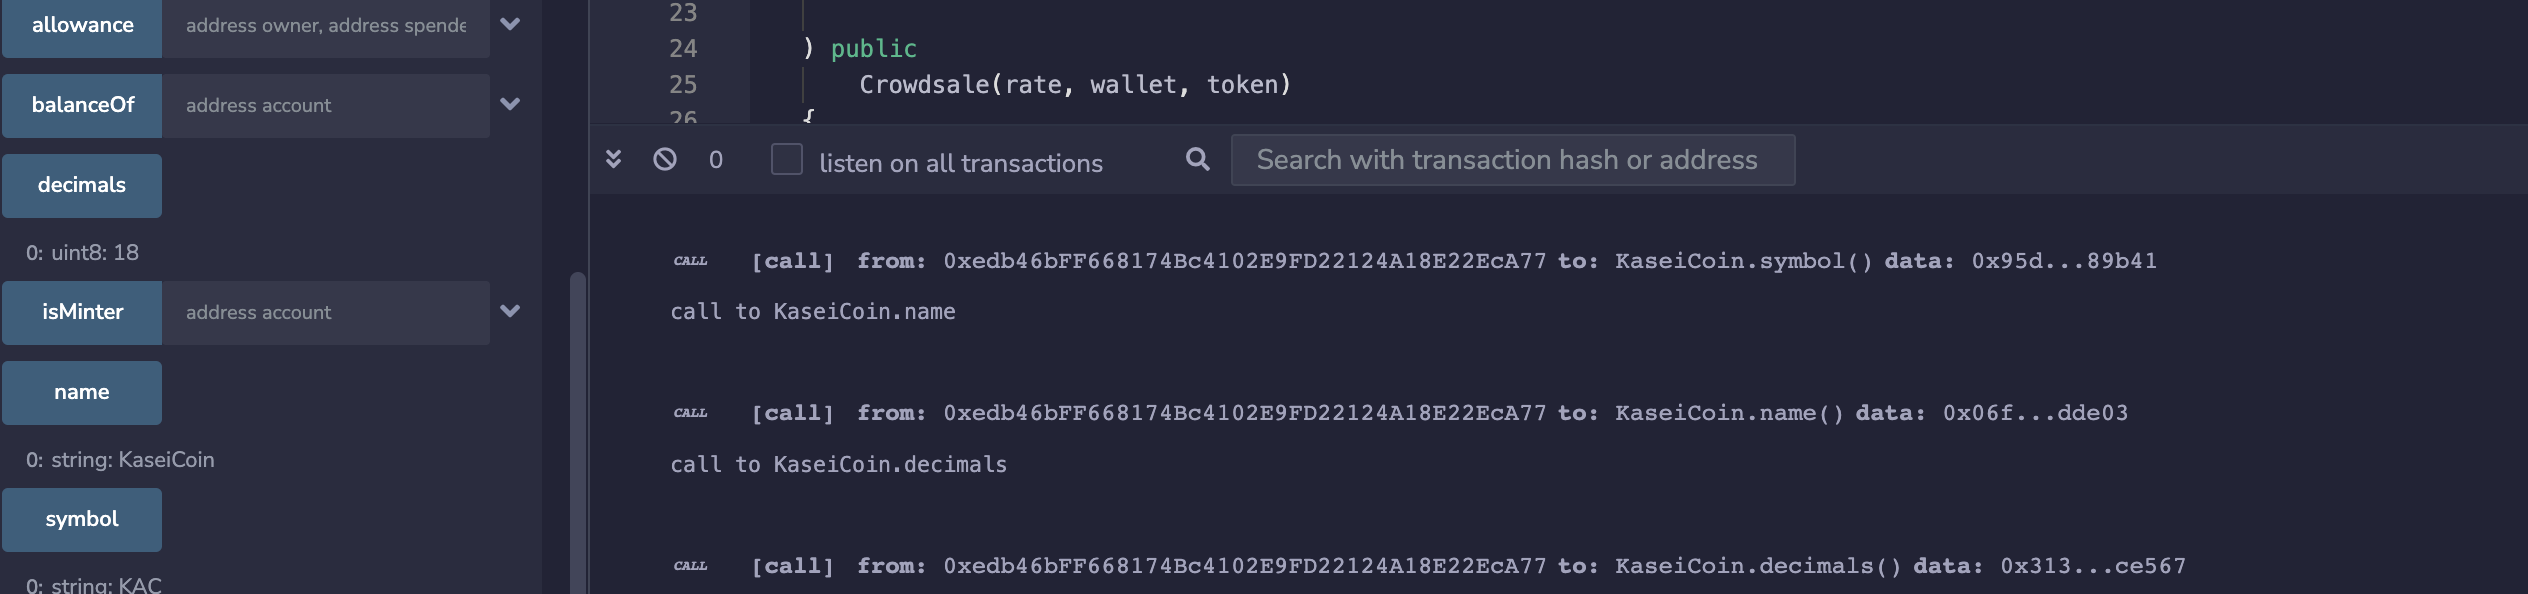 allowance address owner, address spende
balanceOf address account
decimals
0: uint8: 18
isMinter address account
name
0: string: KaseiCoin
symbol
0: string: KAC
23
24 ) public
25 Crowdsale(rate, wallet, token)
26 {
0 listen on all transactions Search with transaction hash or address
CALL [call] from: 0xedb46bFF668174Bc4102E9FD22124A18E22EcA77 to: KaseiCoin.symbol() data: 0x95d...89b41
call to KaseiCoin.name
CALL [call] from: 0xedb46bFF668174Bc4102E9FD22124A18E22EcA77 to: KaseiCoin.name() data: 0x06f...dde03
call to KaseiCoin.decimals
CALL [call] from: 0xedb46bFF668174Bc4102E9FD22124A18E22EcA77 to: KaseiCoin.decimals() data: 0x313...ce567